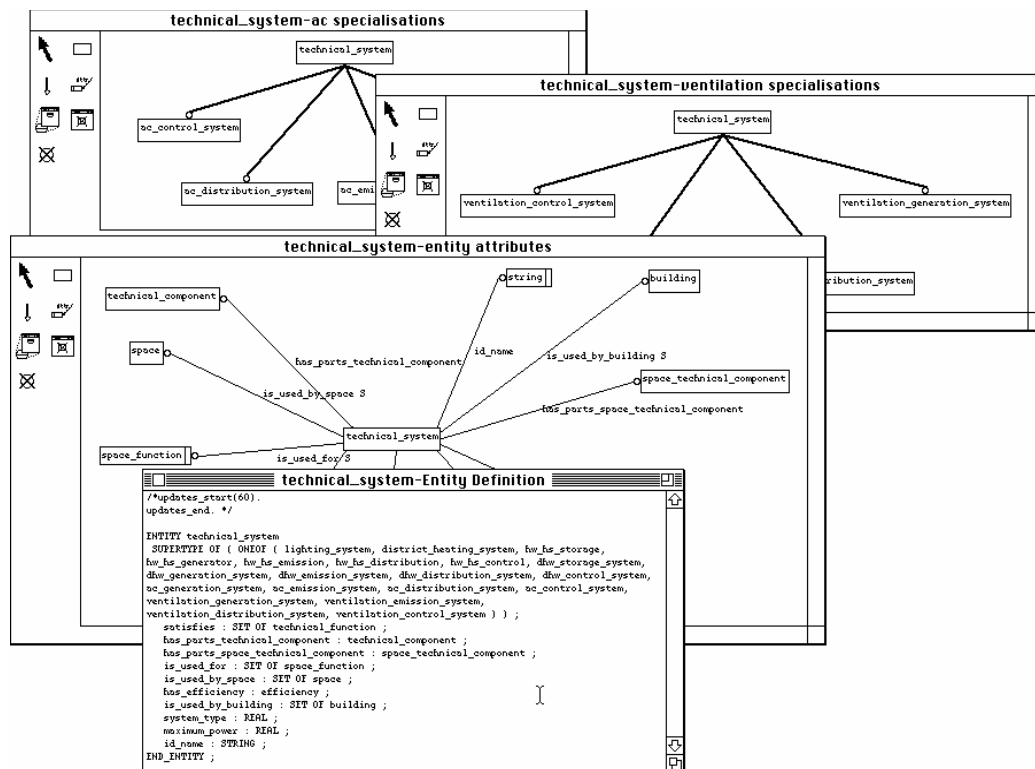 technical_system-ac specialisations
technical_system
ac_control_system
ac_distribution_system
ac_emi
technical_system-ventilation specialisations
technical_system
ventilation_control_system
ventilation_generation_system
ribution_system
technical_system-entity attributes
string
building
technical_component
space
id_name
is_used_by_building S
has_parts_technical_component
space_technical_component
is_used_by_space S
has_parts_space_technical_component
technical_system
space_function
is_used_for S
technical_system-Entity Definition
/*updates_start(60).
updates_end. */
ENTITY technical_system
SUPERTYPE OF ( ONEOF ( lighting_system, district_heating_system, hw_hs_storage,
hw_hs_generator, hw_hs_emission, hw_hs_distribution, hw_hs_control, dhw_storage_system,
dhw_generation_system, dhw_emission_system, dhw_distribution_system, dhw_control_system,
ac_generation_system, ac_emission_system, ac_distribution_system, ac_control_system,
ventilation_generation_system, ventilation_emission_system,
ventilation_distribution_system, ventilation_control_system ) ) ;
satisfies : SET OF technical_function ;
has_parts_technical_component : technical_component ;
has_parts_space_technical_component : space_technical_component ;
is_used_for : SET OF space_function ;
is_used_by_space : SET OF space ;
has_efficiency : efficiency ;
is_used_by_building : SET OF building ;
system_type : REAL ;
maximum_power : REAL ;
id_name : STRING ;
END_ENTITY ;